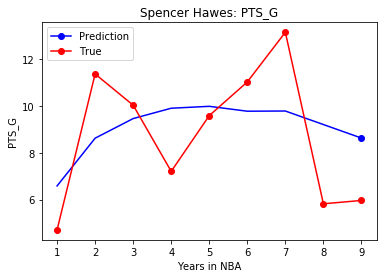 Spencer Hawes: PTS_G
Prediction
True
PTS_G
12
10
8
6
1 2 3 4 5 6 7 8 9
Years in NBA